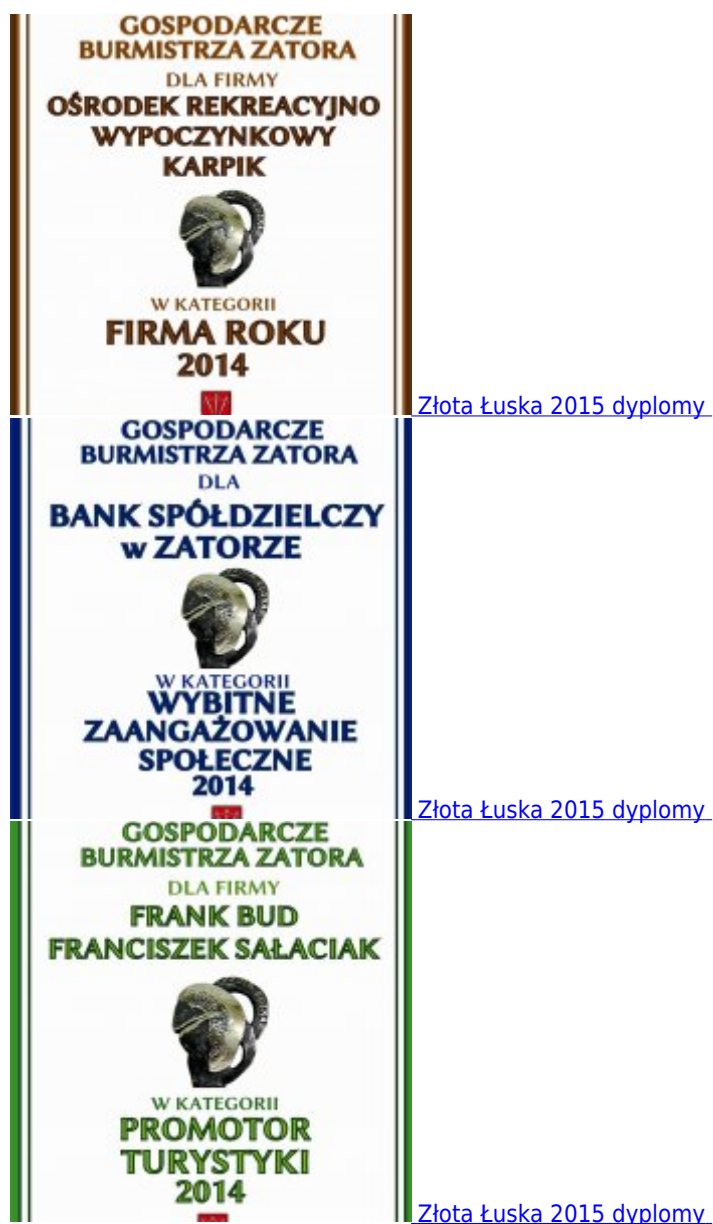 GOSPODARCZE
BURMISTRZA ZATORA
DLA FIRMY
OŚRODEK REKREACYJNO
WYPOCZYNKOWY
KARPIK
W KATEGORII
FIRMA ROKU
2014
Złota Łuska 2015 dyplomy
GOSPODARCZE
BURMISTRZA ZATORA
DLA
BANK SPÓŁDZIELCZY
w ZATORZE
W KATEGORII
WYBITNE
ZAANGAŻOWANIE
SPOŁECZNE
2014
Złota Łuska 2015 dyplomy
GOSPODARCZE
BURMISTRZA ZATORA
DLA FIRMY
FRANK BUD
FRANCISZEK SAŁACIAK
W KATEGORII
PROMOTOR
TURYSTYKI
2014
Złota Łuska 2015 dyplomy